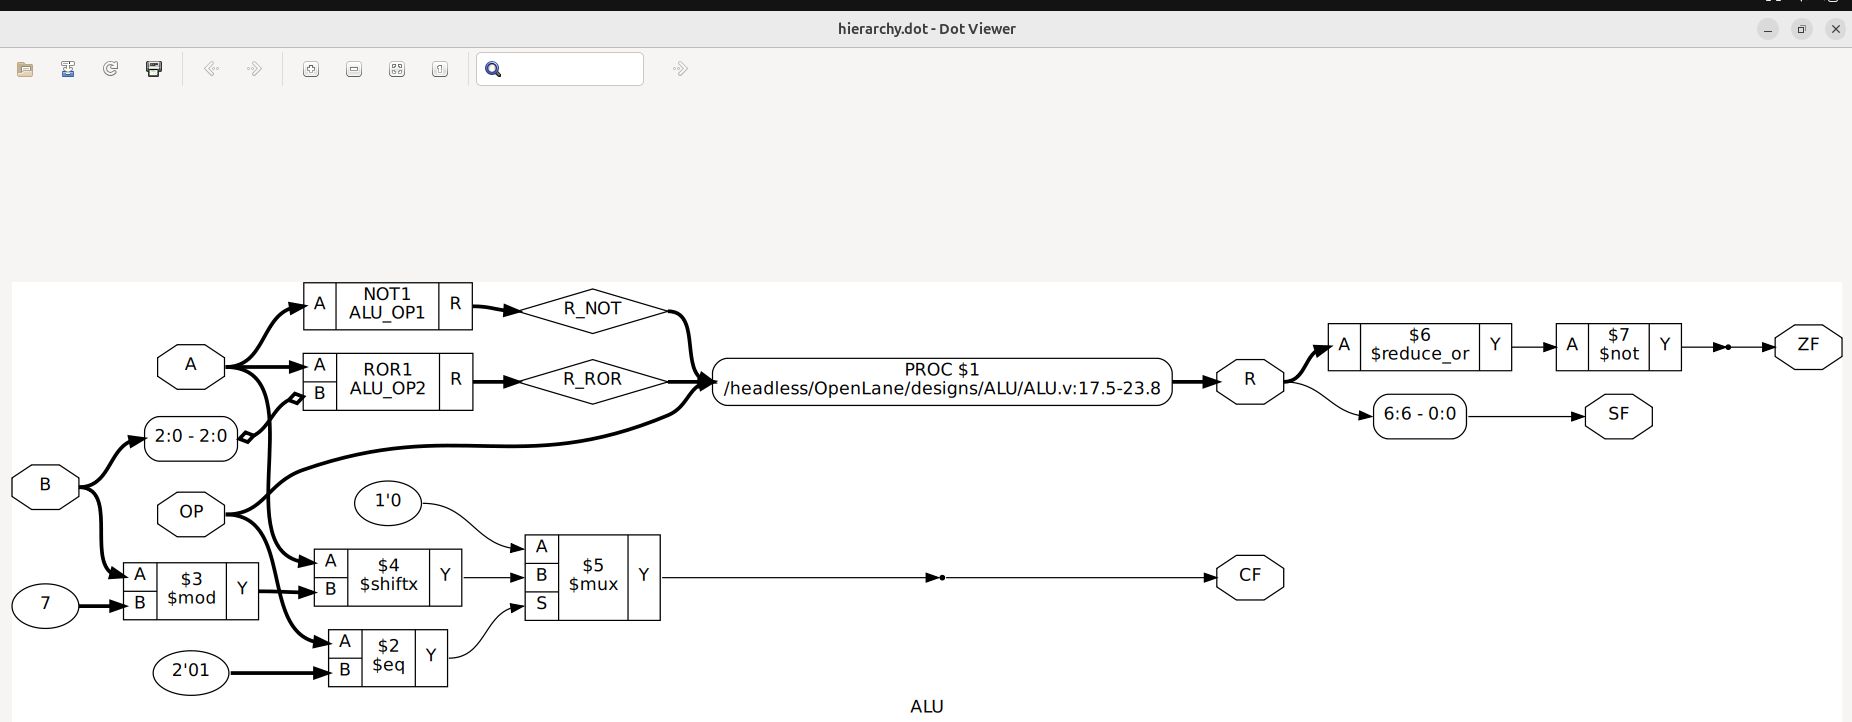 hierarchy.dot - Dot Viewer
NOT1
A ALU_OP1 R
R_NOT
A
A ROR1 R
B ALU_OP2
R_ROR
PROC $1
/headless/OpenLane/designs/ALU/ALU.v:17.5-23.8
R
A $6 Y
$reduce_or
A $7 Y
$not
ZF
2:0 - 2:0
6:6 - 0:0
SF
B
OP
1'0
A $3 Y
B $mod
7
A $4 Y
B $shiftx
A
B $5 Y
$mux
S
CF
A $2 Y
B $eq
2'01
ALU